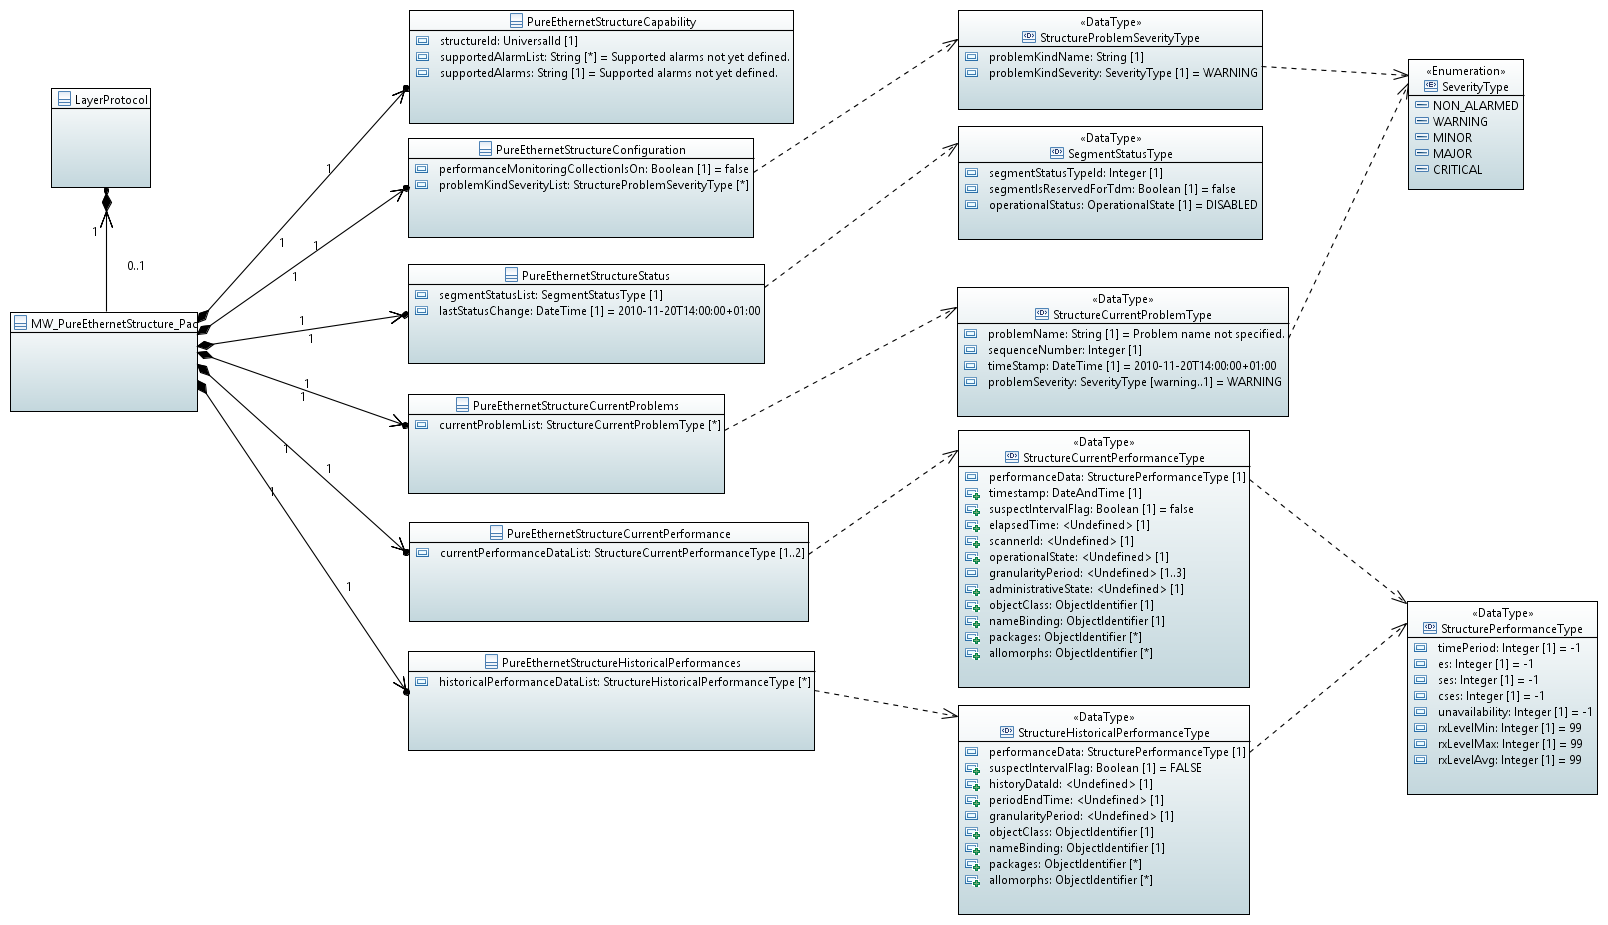 LayerProtocol
1
0..1
MW_PureEthernetStructure_Pac
PureEthernetStructureCapability
structureId: UniversalId [1]
supportedAlarmList: String [*] = Supported alarms not yet defined.
supportedAlarms: String [1] = Supported alarms not yet defined.
PureEthernetStructureConfiguration
performanceMonitoringCollectionIsOn: Boolean [1] = false
problemKindSeverityList: StructureProblemSeverityType [*]
PureEthernetStructureStatus
segmentStatusList: SegmentStatusType [1]
lastStatusChange: DateTime [1] = 2010-11-20T14:00:00+01:00
PureEthernetStructureCurrentProblems
currentProblemList: StructureCurrentProblemType [*]
PureEthernetStructureCurrentPerformance
currentPerformanceDataList: StructureCurrentPerformanceType [1..2]
PureEthernetStructureHistoricalPerformances
historicalPerformanceDataList: StructureHistoricalPerformanceType [*]
1
1
1
1
1
1
1
1
1
1
1
1
«DataType»
StructureProblemSeverityType
problemKindName: String [1]
problemKindSeverity: SeverityType [1] = WARNING
«DataType»
SegmentStatusType
segmentStatusTypeId: Integer [1]
segmentIsReservedForTdm: Boolean [1] = false
operationalStatus: OperationalState [1] = DISABLED
«DataType»
StructureCurrentProblemType
problemName: String [1] = Problem name not specified.
sequenceNumber: Integer [1]
timeStamp: DateTime [1] = 2010-11-20T14:00:00+01:00
problemSeverity: SeverityType [warning..1] = WARNING
«DataType»
StructureCurrentPerformanceType
performanceData: StructurePerformanceType [1]
timestamp: DateAndTime [1]
suspectIntervalFlag: Boolean [1] = false
elapsedTime: <Undefined> [1]
scannerId: <Undefined> [1]
operationalState: <Undefined> [1]
granularityPeriod: <Undefined> [1..3]
administrativeState: <Undefined> [1]
objectClass: ObjectIdentifier [1]
nameBinding: ObjectIdentifier [1]
packages: ObjectIdentifier [*]
allomorphs: ObjectIdentifier [*]
«DataType»
StructureHistoricalPerformanceType
performanceData: StructurePerformanceType [1]
suspectIntervalFlag: Boolean [1] = FALSE
historyDataId: <Undefined> [1]
periodEndTime: <Undefined> [1]
granularityPeriod: <Undefined> [1]
objectClass: ObjectIdentifier [1]
nameBinding: ObjectIdentifier [1]
packages: ObjectIdentifier [*]
allomorphs: ObjectIdentifier [*]
«Enumeration»
SeverityType
NON_ALARMED
WARNING
MINOR
MAJOR
CRITICAL
«DataType»
StructurePerformanceType
timePeriod: Integer [1] = -1
es: Integer [1] = -1
ses: Integer [1] = -1
cses: Integer [1] = -1
unavailability: Integer [1] = -1
rxLevelMin: Integer [1] = 99
rxLevelMax: Integer [1] = 99
rxLevelAvg: Integer [1] = 99